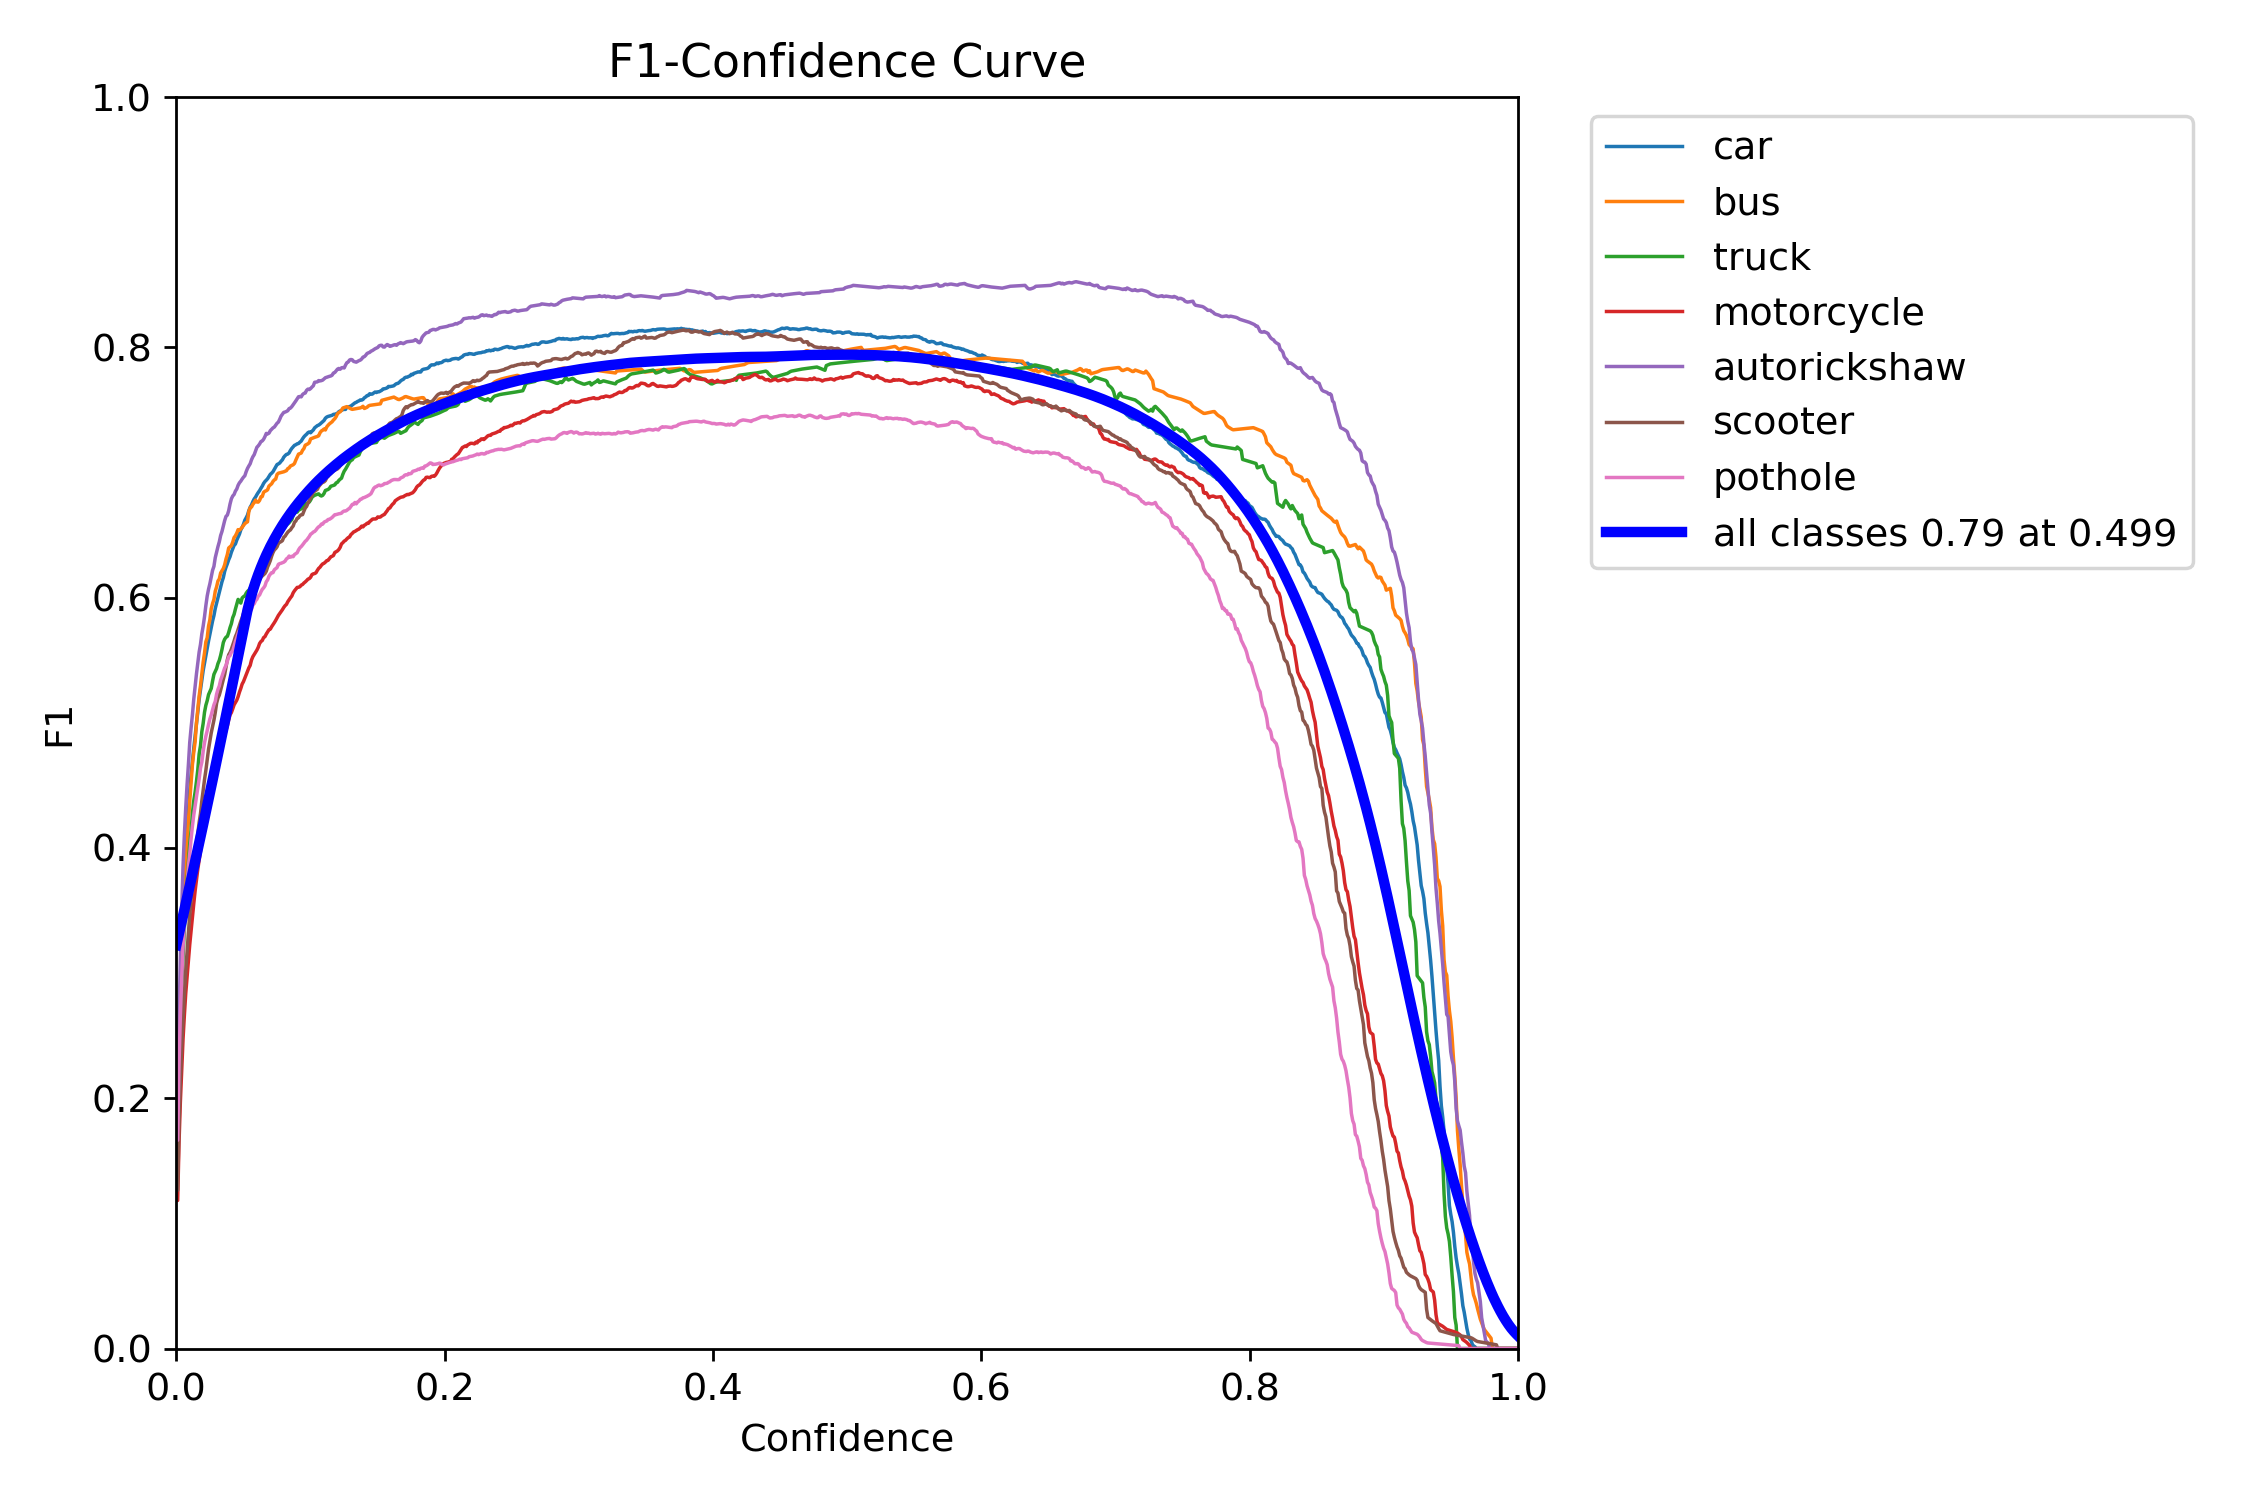 F1-Confidence Curve
1.0
0.8
0.6
0.4
0.2
0.0
F1
0.0 0.2 0.4 0.6 0.8 1.0
Confidence
car
bus
truck
motorcycle
autorickshaw
scooter
pothole
all classes 0.79 at 0.499